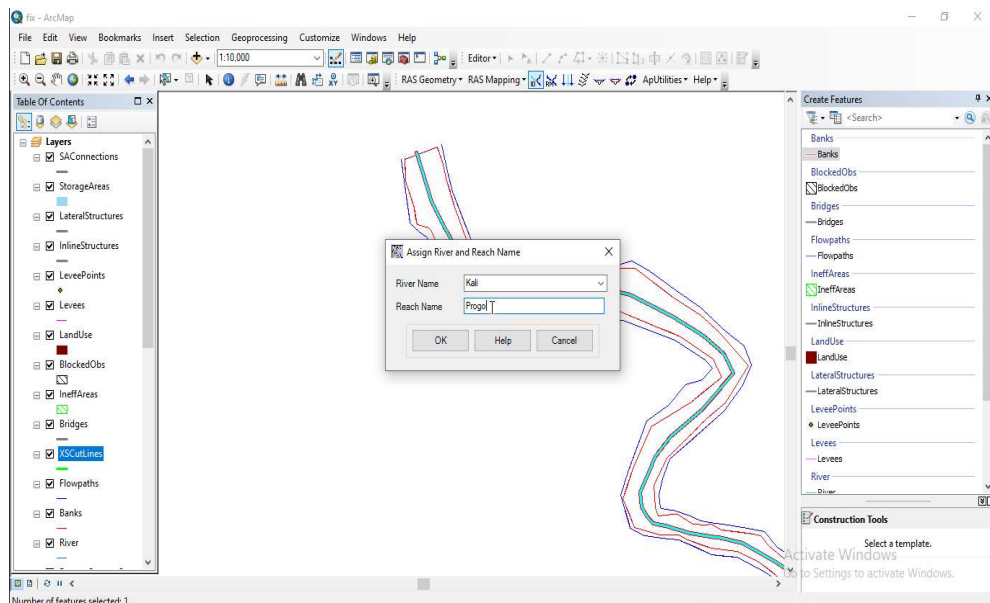 fix - ArcMap
File Edit View Bookmarks Insert Selection Geoprocessing Customize Windows Help
1:10,000
Editor
RAS Geometry RAS Mapping ApUtilities Help
Table Of Contents
Layers
SAConnections
StorageAreas
LateralStructures
InlineStructures
LeveePoints
Levees
LandUse
BlockedObs
IneffAreas
Bridges
XSCutLines
Flowpaths
Banks
River
Assign River and Reach Name
River Name Kali
Reach Name Progo
OK Help Cancel
Create Features
<Search>
Banks
Banks
BlockedObs
BlockedObs
Bridges
Bridges
Flowpaths
Flowpaths
IneffAreas
IneffAreas
InlineStructures
InlineStructures
LandUse
LandUse
LateralStructures
LateralStructures
LeveePoints
LeveePoints
Levees
Levees
River
River
Construction Tools
Select a template.
Activate Windows
Go to Settings to activate Windows.
Number of features selected: 1